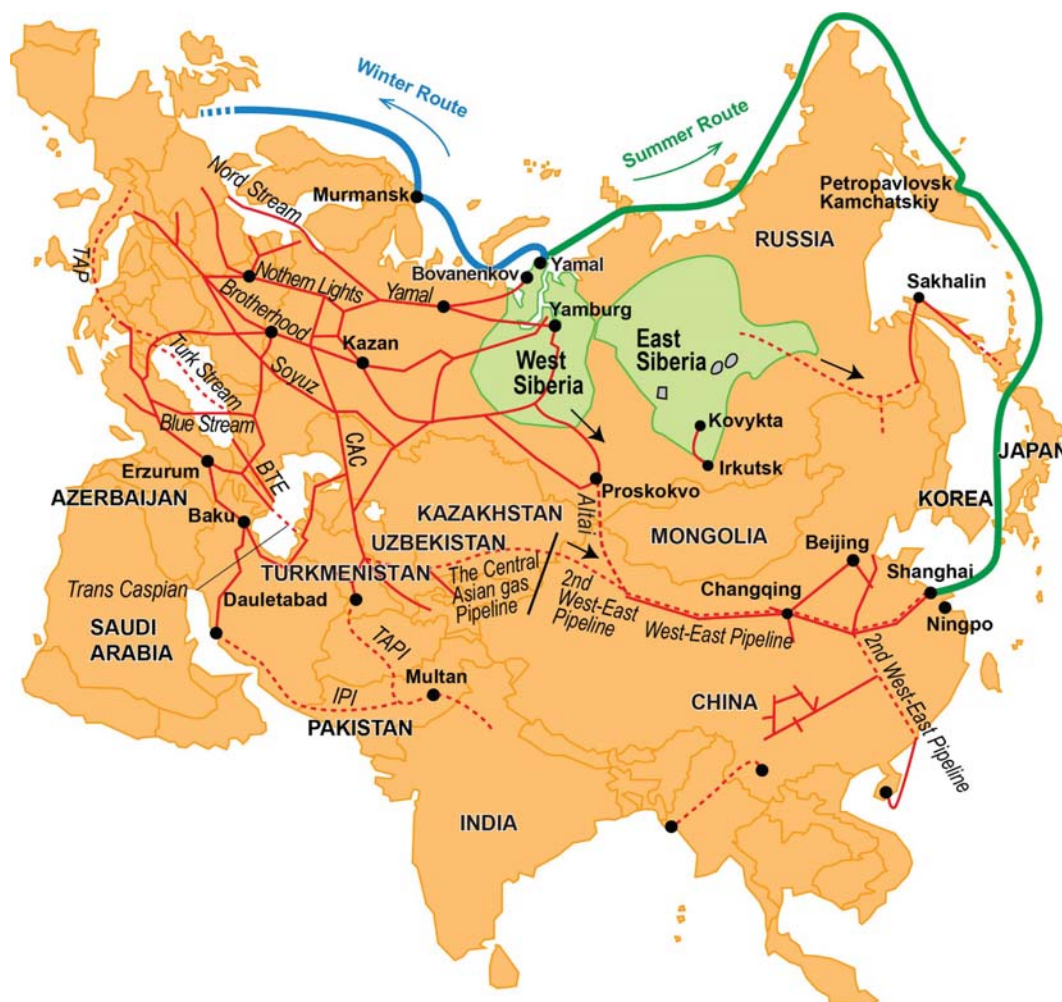 Winter Route
Summer Route
Nord Stream
Murmansk
Petropavlovsk
Kamchatskiy
RUSSIA
TAP
Bovanenkov
Yamal
Nothern Lights
Yamal
Sakhalin
Brotherhood
Yamburg
Kazan
East
Siberia
West
Siberia
Soyuz
Turk Stream
Blue Stream
Kovykta
CAC
JAPAN
Erzurum
BTE
Irkutsk
Proskokvo
AZERBAIJAN
KOREA
Altai
Baku
KAZAKHSTAN
MONGOLIA
UZBEKISTAN
Beijing
Trans Caspian
TURKMENISTAN
The Central
Asian gas
Pipeline
2nd
West-East
Pipeline
Shanghai
Changqing
Dauletabad
Ningpo
West-East Pipeline
SAUDI
ARABIA
TAPI
2nd West-East Pipeline
Multan
IPI
CHINA
PAKISTAN
INDIA